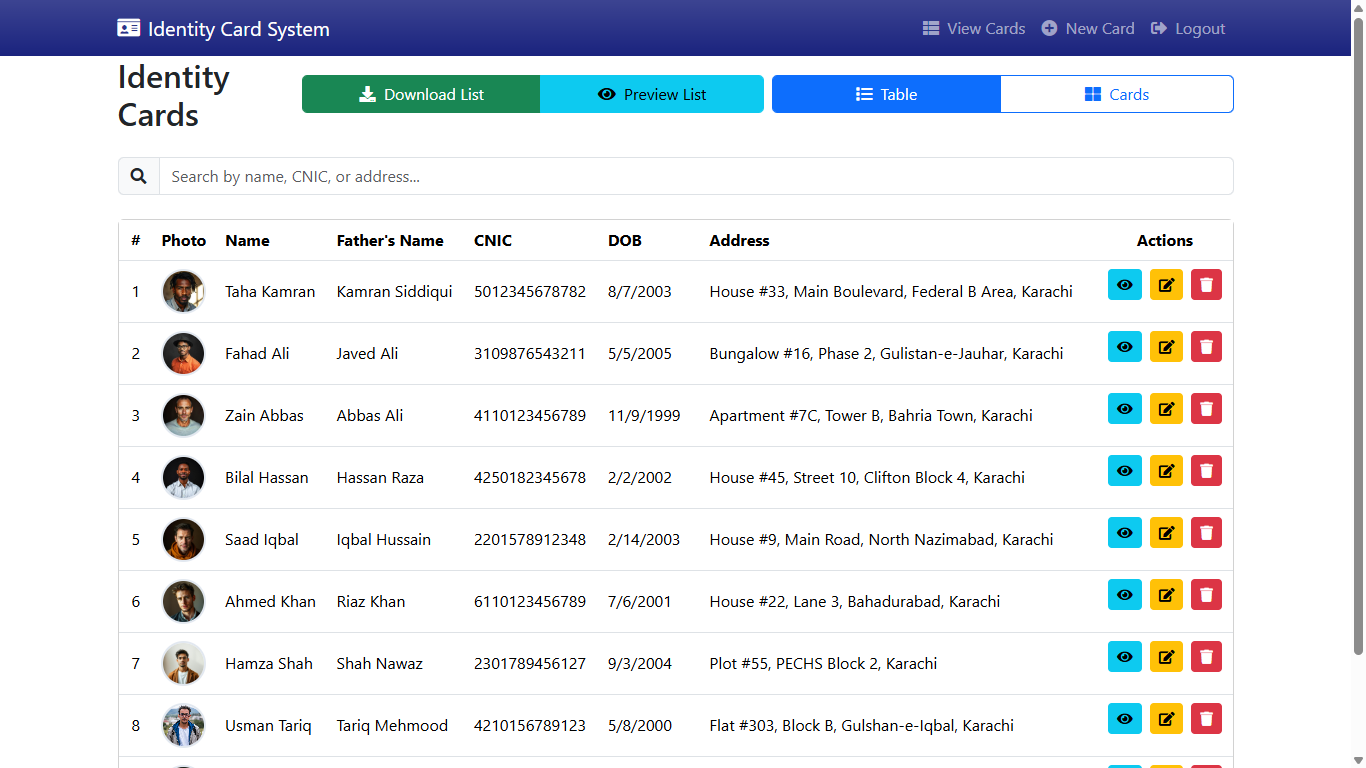 Identity Card System View Cards New Card Logout
Identity Cards
Download List Preview List Table Cards
Search by name, CNIC, or address...
# Photo Name Father's Name CNIC DOB Address Actions
1 Taha Kamran Kamran Siddiqui 5012345678782 8/7/2003 House #33, Main Boulevard, Federal B Area, Karachi
2 Fahad Ali Javed Ali 3109876543211 5/5/2005 Bungalow #16, Phase 2, Gulistan-e-Jauhar, Karachi
3 Zain Abbas Abbas Ali 4110123456789 11/9/1999 Apartment #7C, Tower B, Bahria Town, Karachi
4 Bilal Hassan Hassan Raza 4250182345678 2/2/2002 House #45, Street 10, Clifton Block 4, Karachi
5 Saad Iqbal Iqbal Hussain 2201578912348 2/14/2003 House #9, Main Road, North Nazimabad, Karachi
6 Ahmed Khan Riaz Khan 6110123456789 7/6/2001 House #22, Lane 3, Bahadurabad, Karachi
7 Hamza Shah Shah Nawaz 2301789456127 9/3/2004 Plot #55, PECHS Block 2, Karachi
8 Usman Tariq Tariq Mehmood 4210156789123 5/8/2000 Flat #303, Block B, Gulshan-e-Iqbal, Karachi